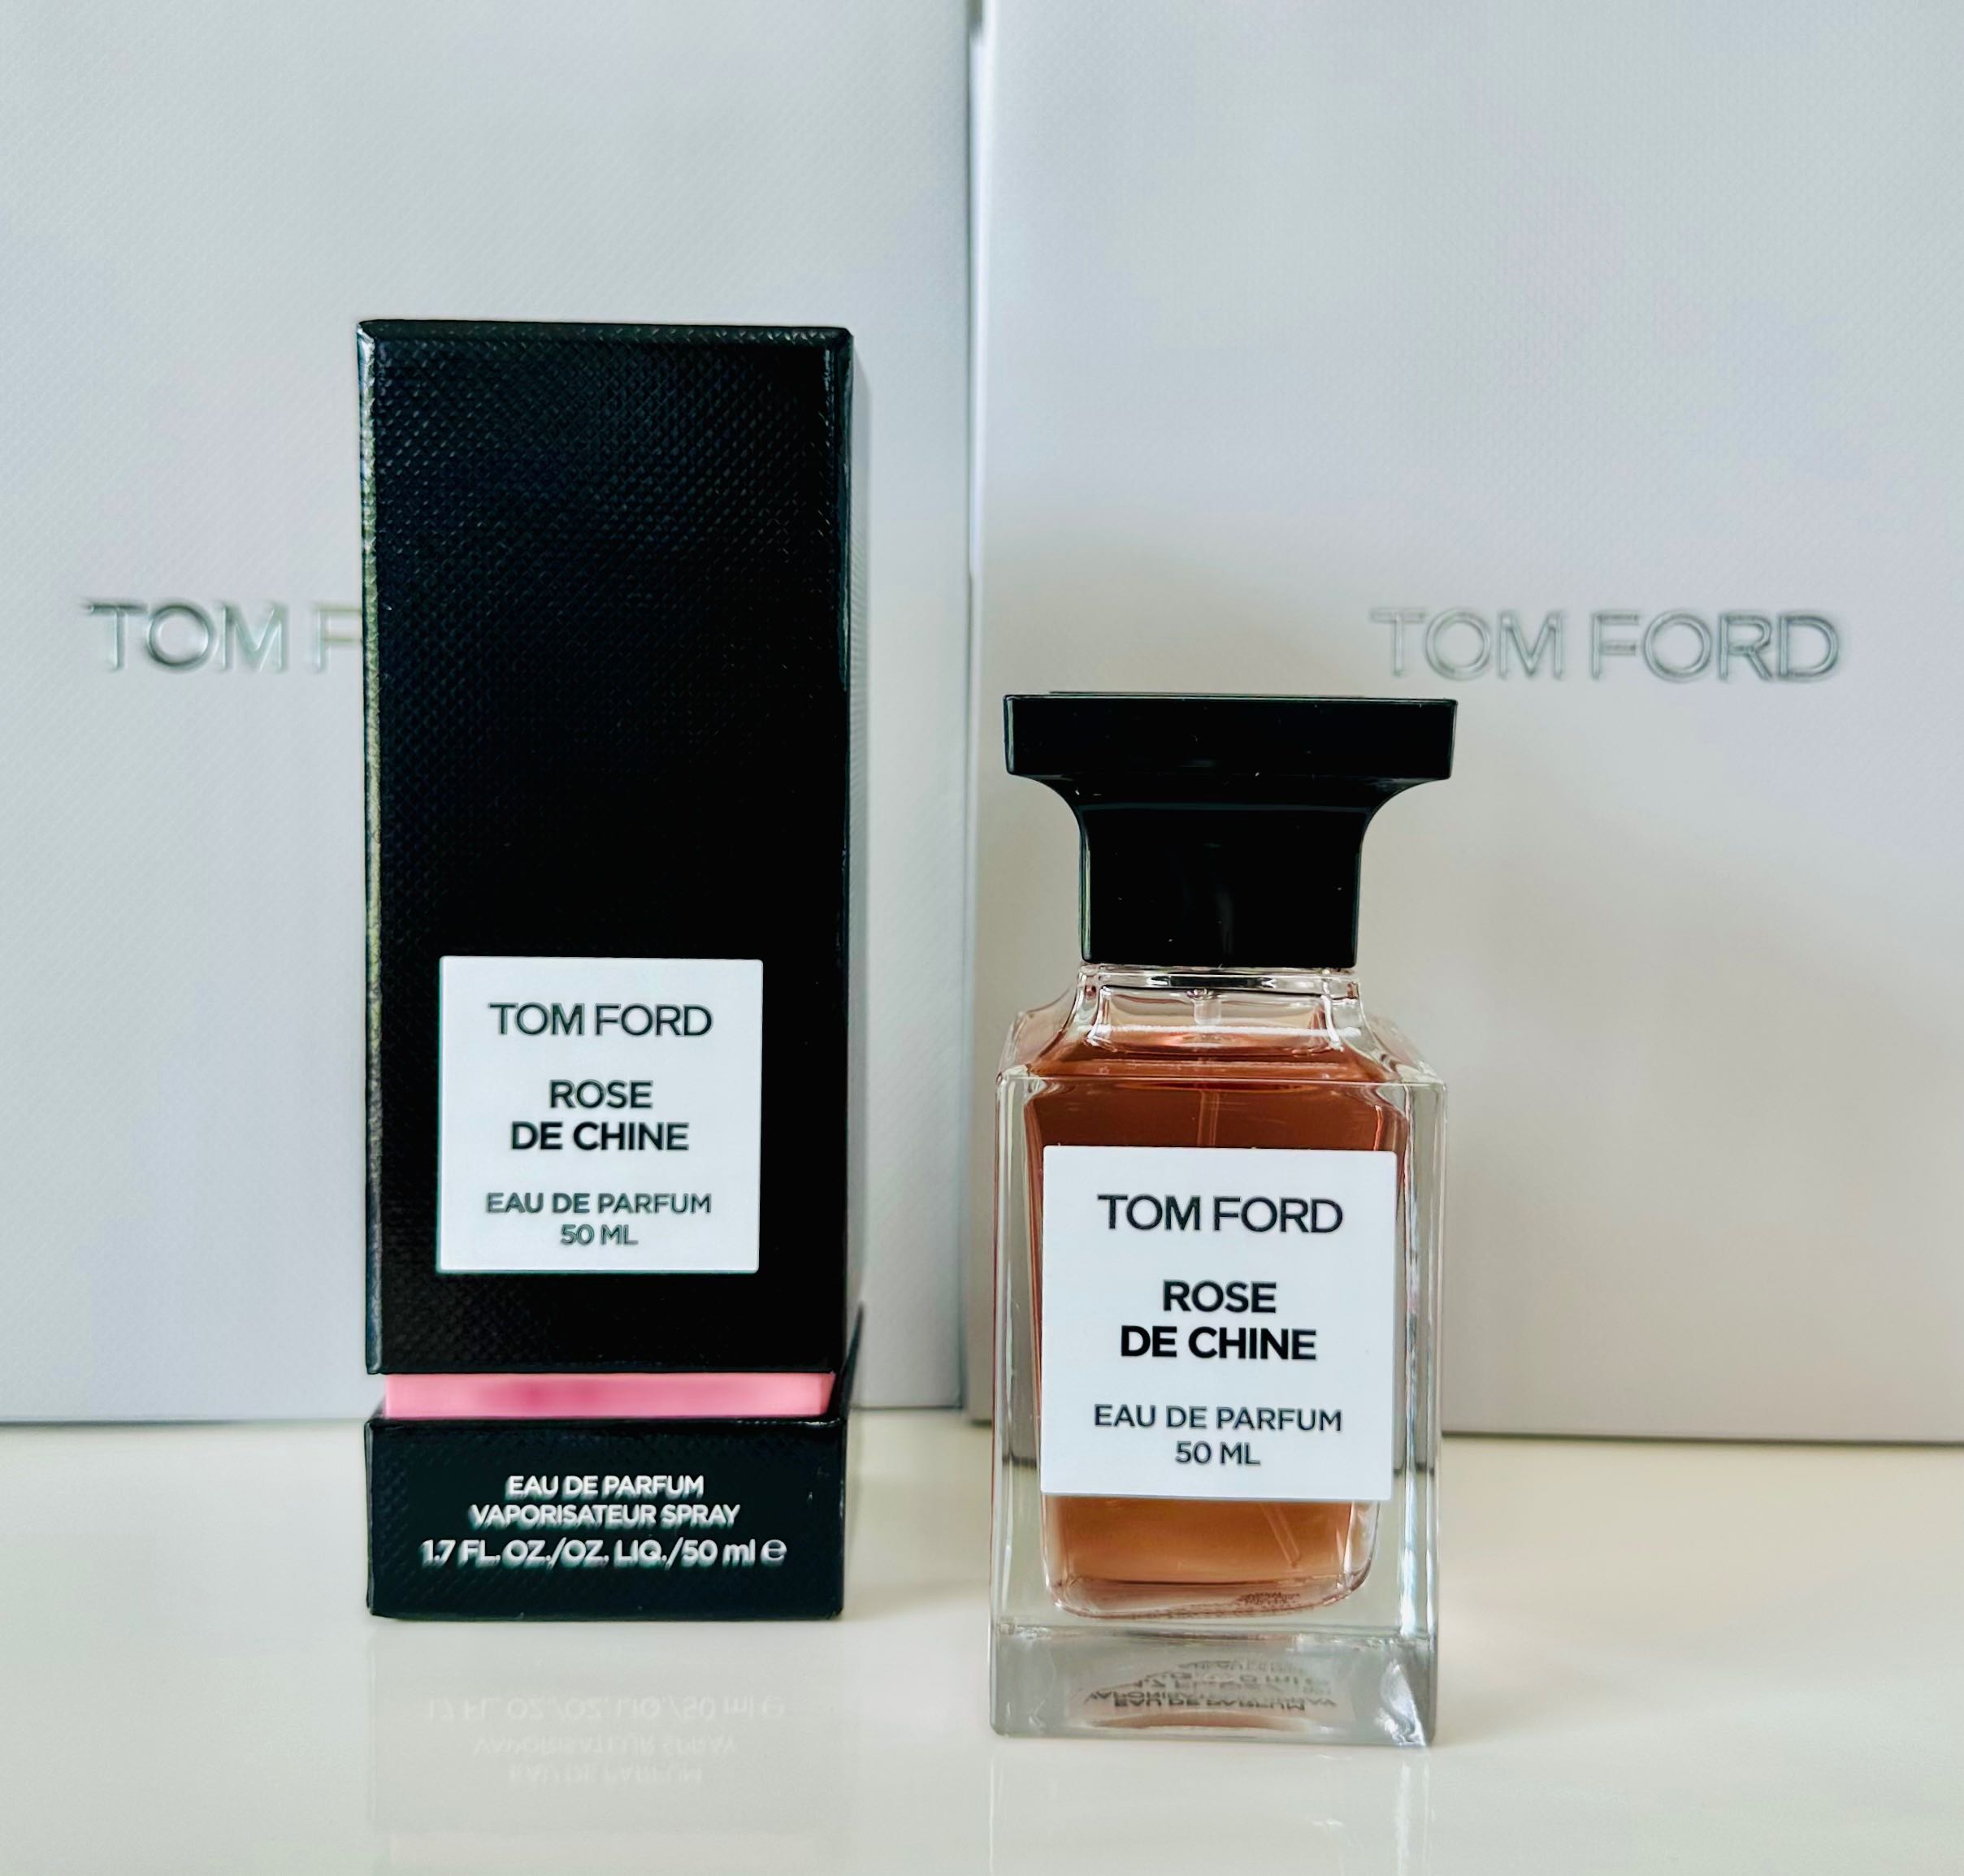 TOM F
TOM FORD
TOM FORD
ROSE
DE CHINE
EAU DE PARFUM
50 ML
EAU DE PARFUM
VAPORISATEUR SPRAY
1.7 FL. OZ./OZ. LIQ./50 ml ℮
TOM FORD
ROSE
DE CHINE
EAU DE PARFUM
50 ML